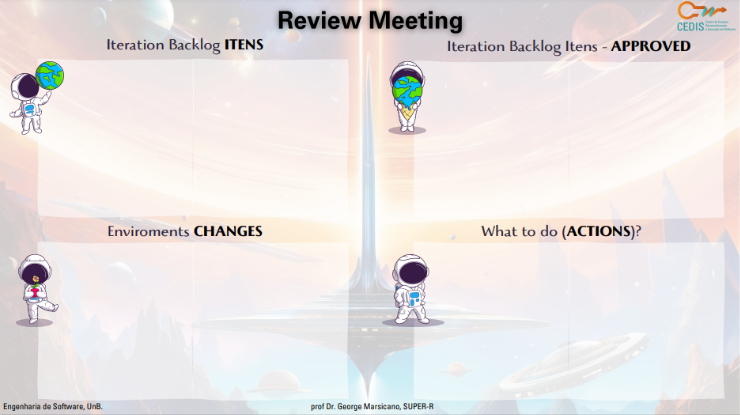 Review Meeting
CEDIS
Iteration Backlog ITENS
Iteration Backlog Itens - APPROVED
Enviroments CHANGES
What to do (ACTIONS)?
Engenharia de Software, UnB.
prof Dr. George Marsicano, SUPER-R